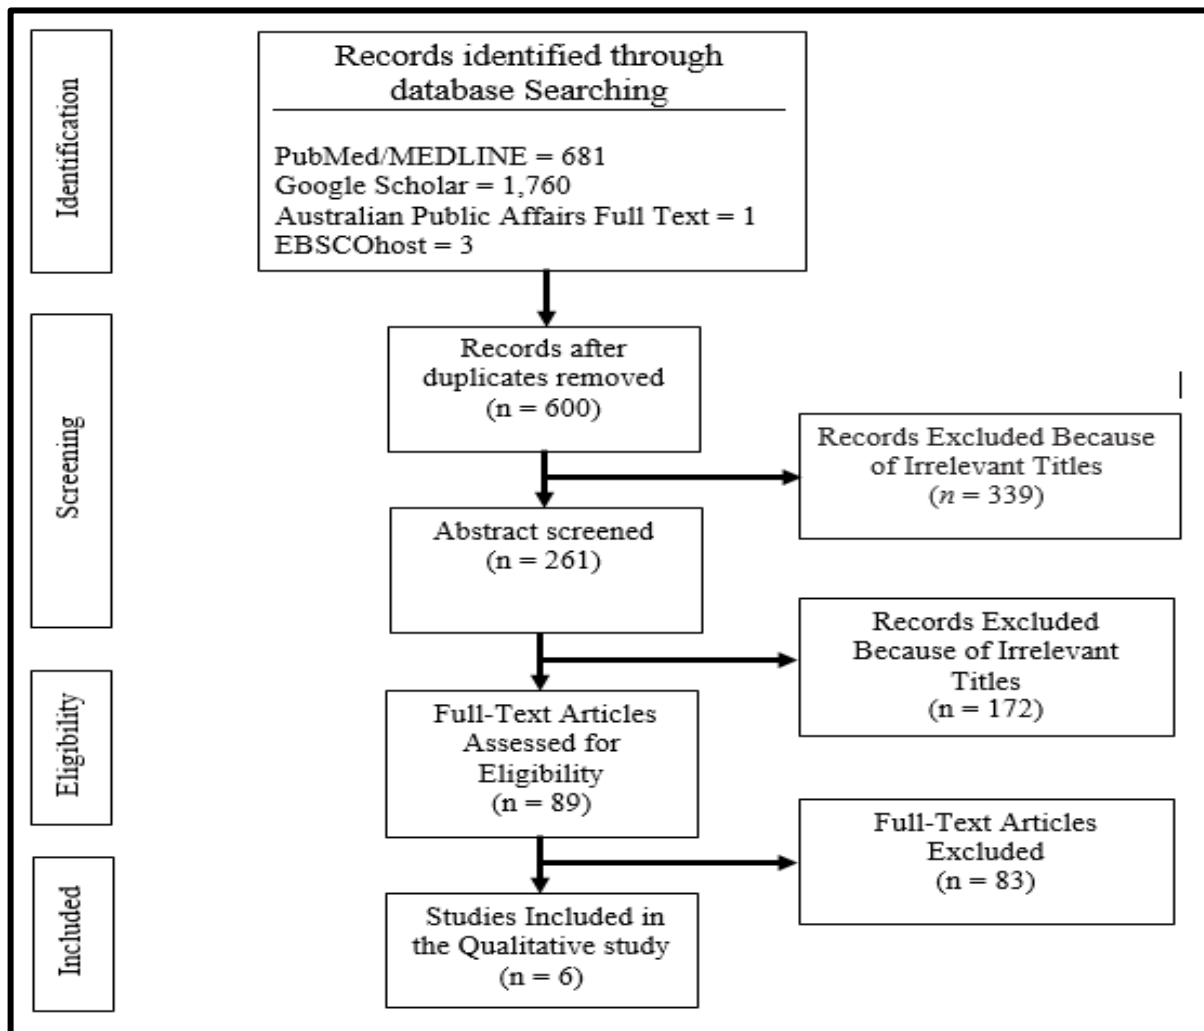 Identification
Records identified through
database Searching
PubMed/MEDLINE = 681
Google Scholar = 1,760
Australian Public Affairs Full Text = 1
EBSCOhost = 3
Screening
Records after
duplicates removed
(n = 600)
Records Excluded Because
of Irrelevant Titles
(n = 339)
Abstract screened
(n = 261)
Records Excluded
Because of Irrelevant
Titles
(n = 172)
Eligibility
Full-Text Articles
Assessed for
Eligibility
(n = 89)
Full-Text Articles
Excluded
(n = 83)
Included
Studies Included in
the Qualitative study
(n = 6)